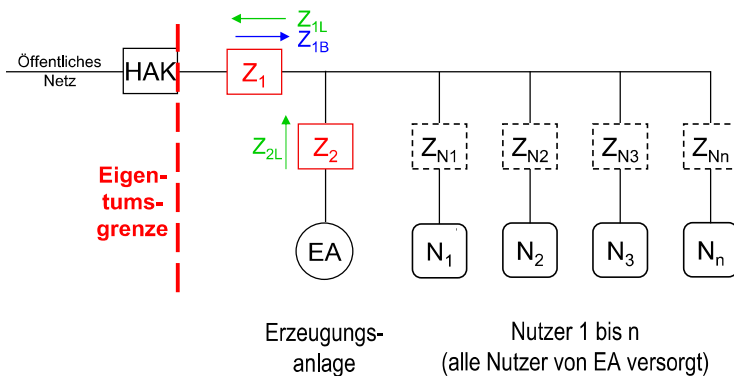 Z1L
Z1B
Öffentliches
Netz
HAK
Z1
Z2L
Z2
ZN1
ZN2
ZN3
ZNn
Eigen-
tums-
grenze
EA
N1
N2
N3
Nn
Erzeugungs-
anlage
Nutzer 1 bis n
(alle Nutzer von EA versorgt)